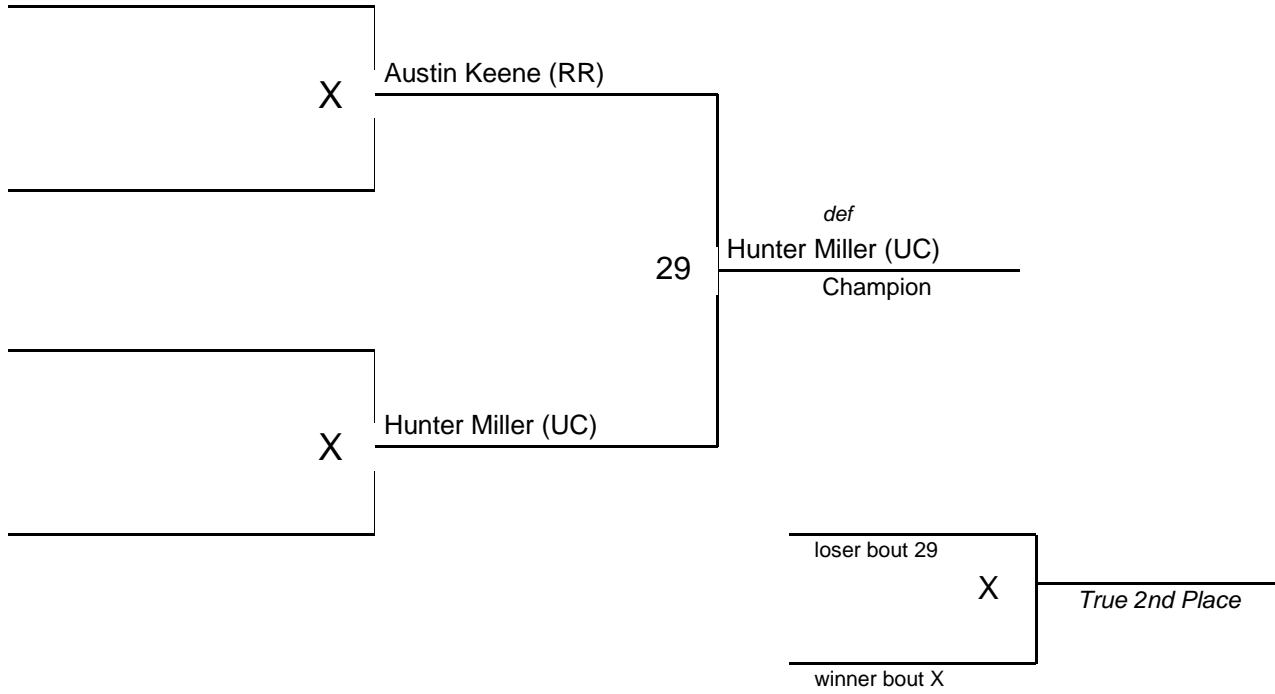 Austin Keene (RR)
X
def
Hunter Miller (UC)
29
Champion
Hunter Miller (UC)
X
loser bout 29
X
True 2nd Place
winner bout X